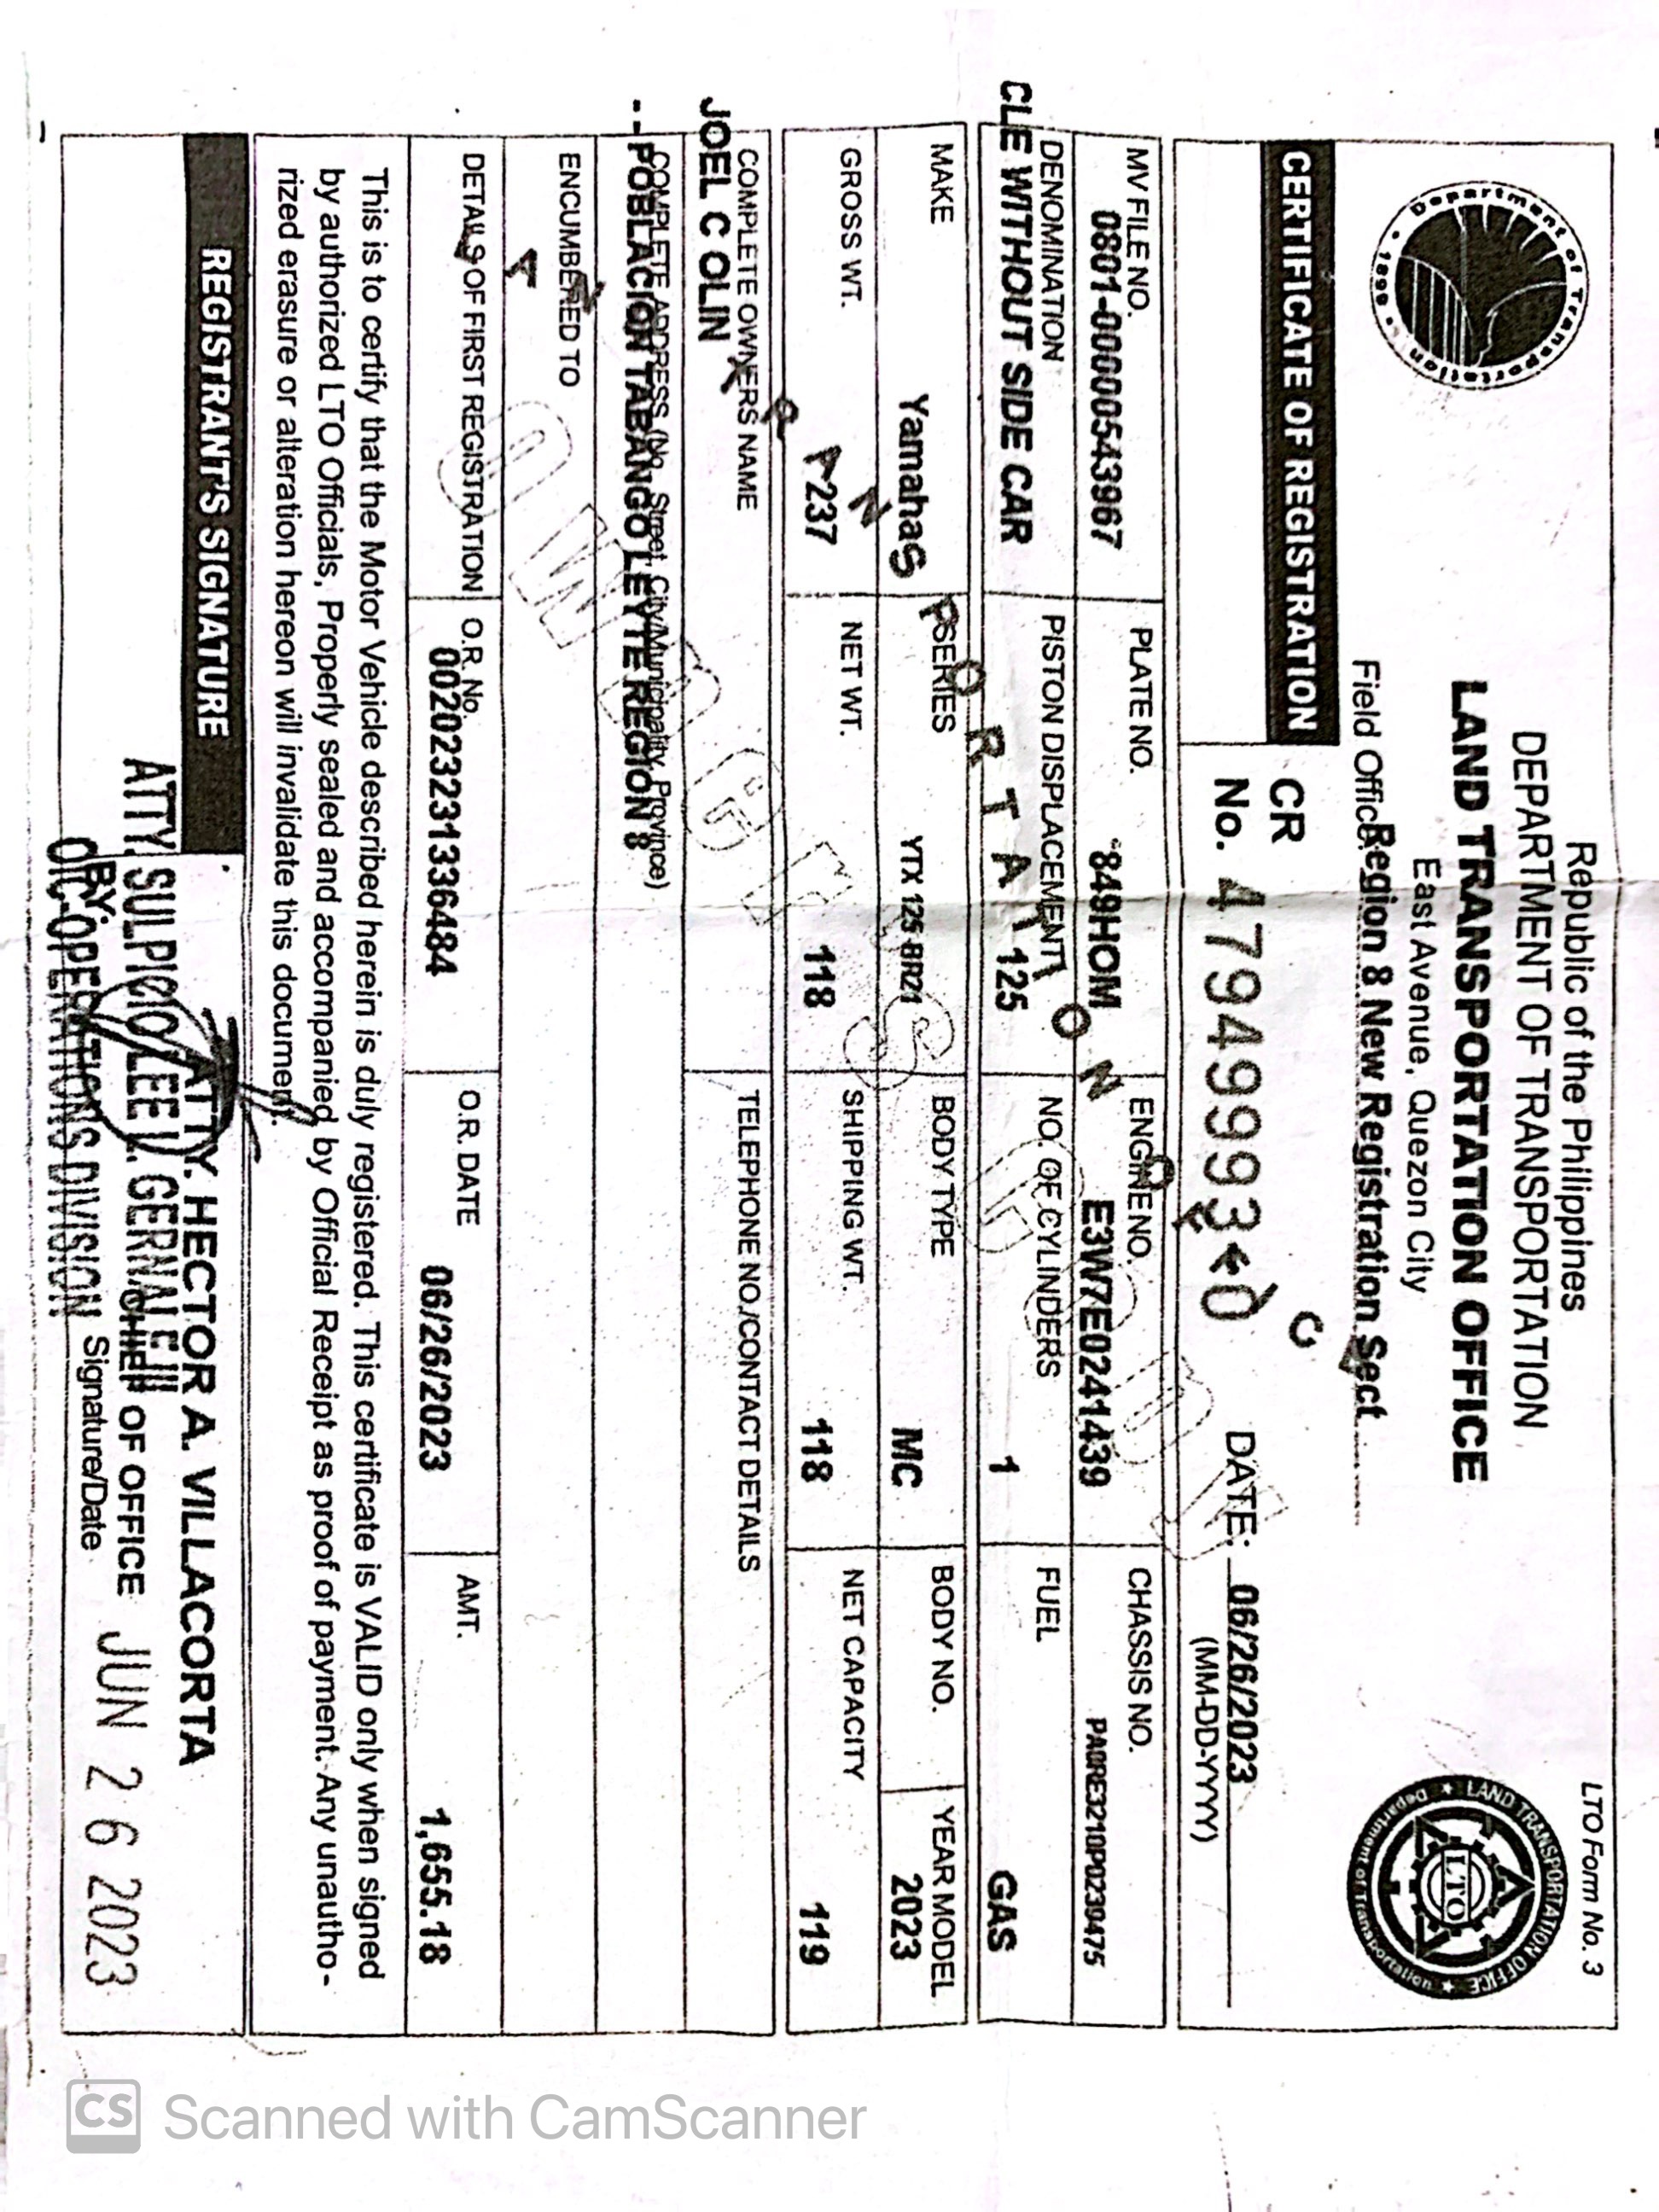 LTO Form No. 3
Republic of the Philippines
DEPARTMENT OF TRANSPORTATION
LAND TRANSPORTATION OFFICE
East Avenue, Quezon City
Field Office Region 8 New Registration Sect
Department of Transportation
1898
LAND TRANSPORTATION OFFICE
LTO
Department of Transportation
CERTIFICATE OF REGISTRATION
CR
No. 479499930
DATE: 06/26/2023
(MM-DD-YYYY)
MV FILE NO. PLATE NO. ENGINE NO. CHASSIS NO.
0801-00000543967 849HOM E3W7E0241439 PA0RE3210P0239475
DENOMINATION PISTON DISPLACEMENT NO. OF CYLINDERS FUEL
CLE WITHOUT SIDE CAR 125 1 GAS
MAKE SERIES BODY TYPE BODY NO. YEAR MODEL
Yamaha YTX 125 BR21 MC 2023
GROSS WT. NET WT. SHIPPING WT. NET CAPACITY
237 118 118 119
COMPLETE OWNERS NAME TELEPHONE NO./CONTACT DETAILS
JOEL C OLIN
COMPLETE ADDRESS (No. Street, City/Municipality, Province)
- - POBLACION TABANGO LEYTE REGION 8
ENCUMBERED TO
DETAILS OF FIRST REGISTRATION O.R. No. O.R. DATE AMT.
002023231336484 06/26/2023 1,655.18
This is to certify that the Motor Vehicle described herein is duly registered. This certificate is VALID only when signed
by authorized LTO Officials, Properly sealed and accompanied by Official Receipt as proof of payment. Any unautho-
rized erasure or alteration hereon will invalidate this document.
REGISTRANT'S SIGNATURE
ATTY. HECTOR A. VILLACORTA
CHIEF OF OFFICE
Signature/Date
BY:
ATTY. SULPICIO LEE L. GERNALE III
OIC-OPERATIONS DIVISION
JUN 26 2023
OWNER'S COPY
CS Scanned with CamScanner